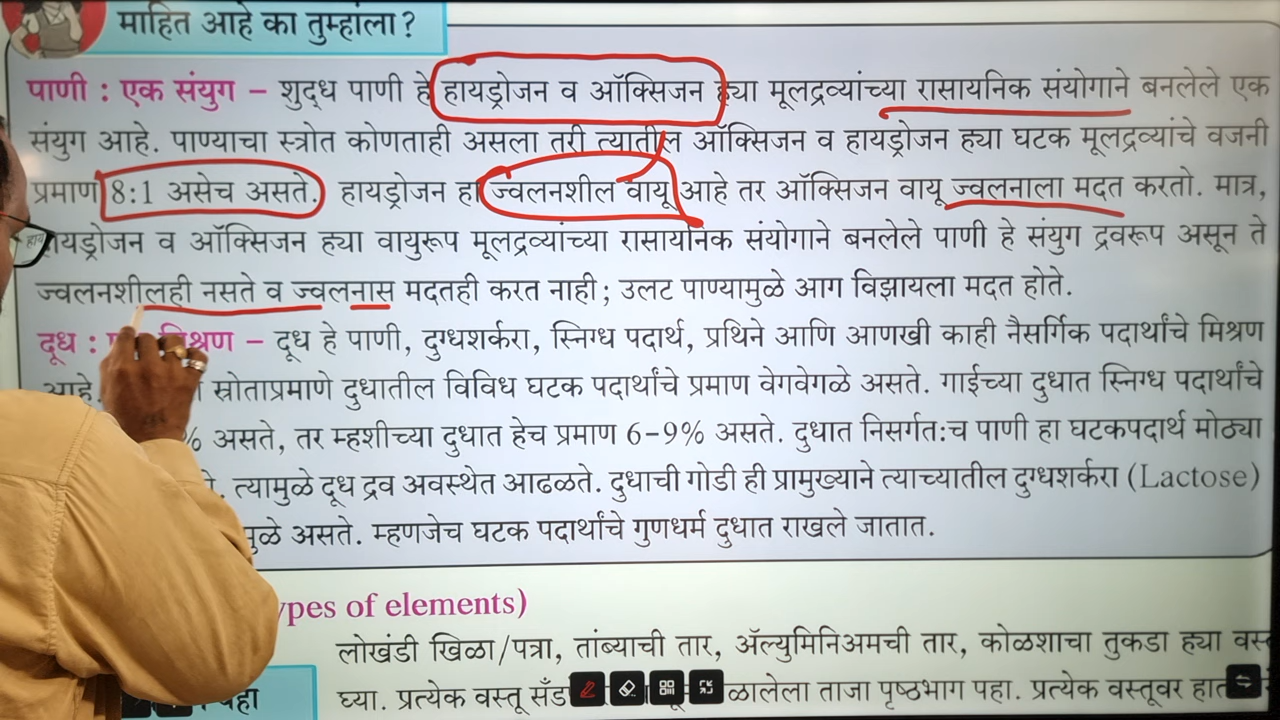 माहित आहे का तुम्हांला ?
पाणी : एक संयुग – शुद्ध पाणी हे हायड्रोजन व ऑक्सिजन ह्या मूलद्रव्यांच्या रासायनिक संयोगाने बनलेले एक
संयुग आहे. पाण्याचा स्त्रोत कोणताही असला तरी त्यातील ऑक्सिजन व हायड्रोजन ह्या घटक मूलद्रव्यांचे वजनी
प्रमाण 8:1 असेच असते. हायड्रोजन हा ज्वलनशील वायू आहे तर ऑक्सिजन वायू ज्वलनाला मदत करतो. मात्र,
हायड्रोजन व ऑक्सिजन ह्या वायुरूप मूलद्रव्यांच्या रासायनिक संयोगाने बनलेले पाणी हे संयुग द्रवरूप असून ते
ज्वलनशीलही नसते व ज्वलनास मदतही करत नाही; उलट पाण्यामुळे आग विझायला मदत होते.
दूध : मिश्रण – दूध हे पाणी, दुग्धशर्करा, स्निग्ध पदार्थ, प्रथिने आणि आणखी काही नैसर्गिक पदार्थांचे मिश्रण
आहे. स्रोताप्रमाणे दुधातील विविध घटक पदार्थांचे प्रमाण वेगवेगळे असते. गाईच्या दुधात स्निग्ध पदार्थांचे
% असते, तर म्हशीच्या दुधात हेच प्रमाण 6-9% असते. दुधात निसर्गत:च पाणी हा घटकपदार्थ मोठ्या
त्यामुळे दूध द्रव अवस्थेत आढळते. दुधाची गोडी ही प्रामुख्याने त्याच्यातील दुग्धशर्करा (Lactose)
मुळे असते. म्हणजेच घटक पदार्थांचे गुणधर्म दुधात राखले जातात.
ypes of elements)
लोखंडी खिळा/पत्रा, तांब्याची तार, ॲल्युमिनिअमची तार, कोळशाचा तुकडा ह्या
घ्या. प्रत्येक वस्तू ळालेला ताजा पृष्ठभाग पहा. प्रत्येक वस्तूवर